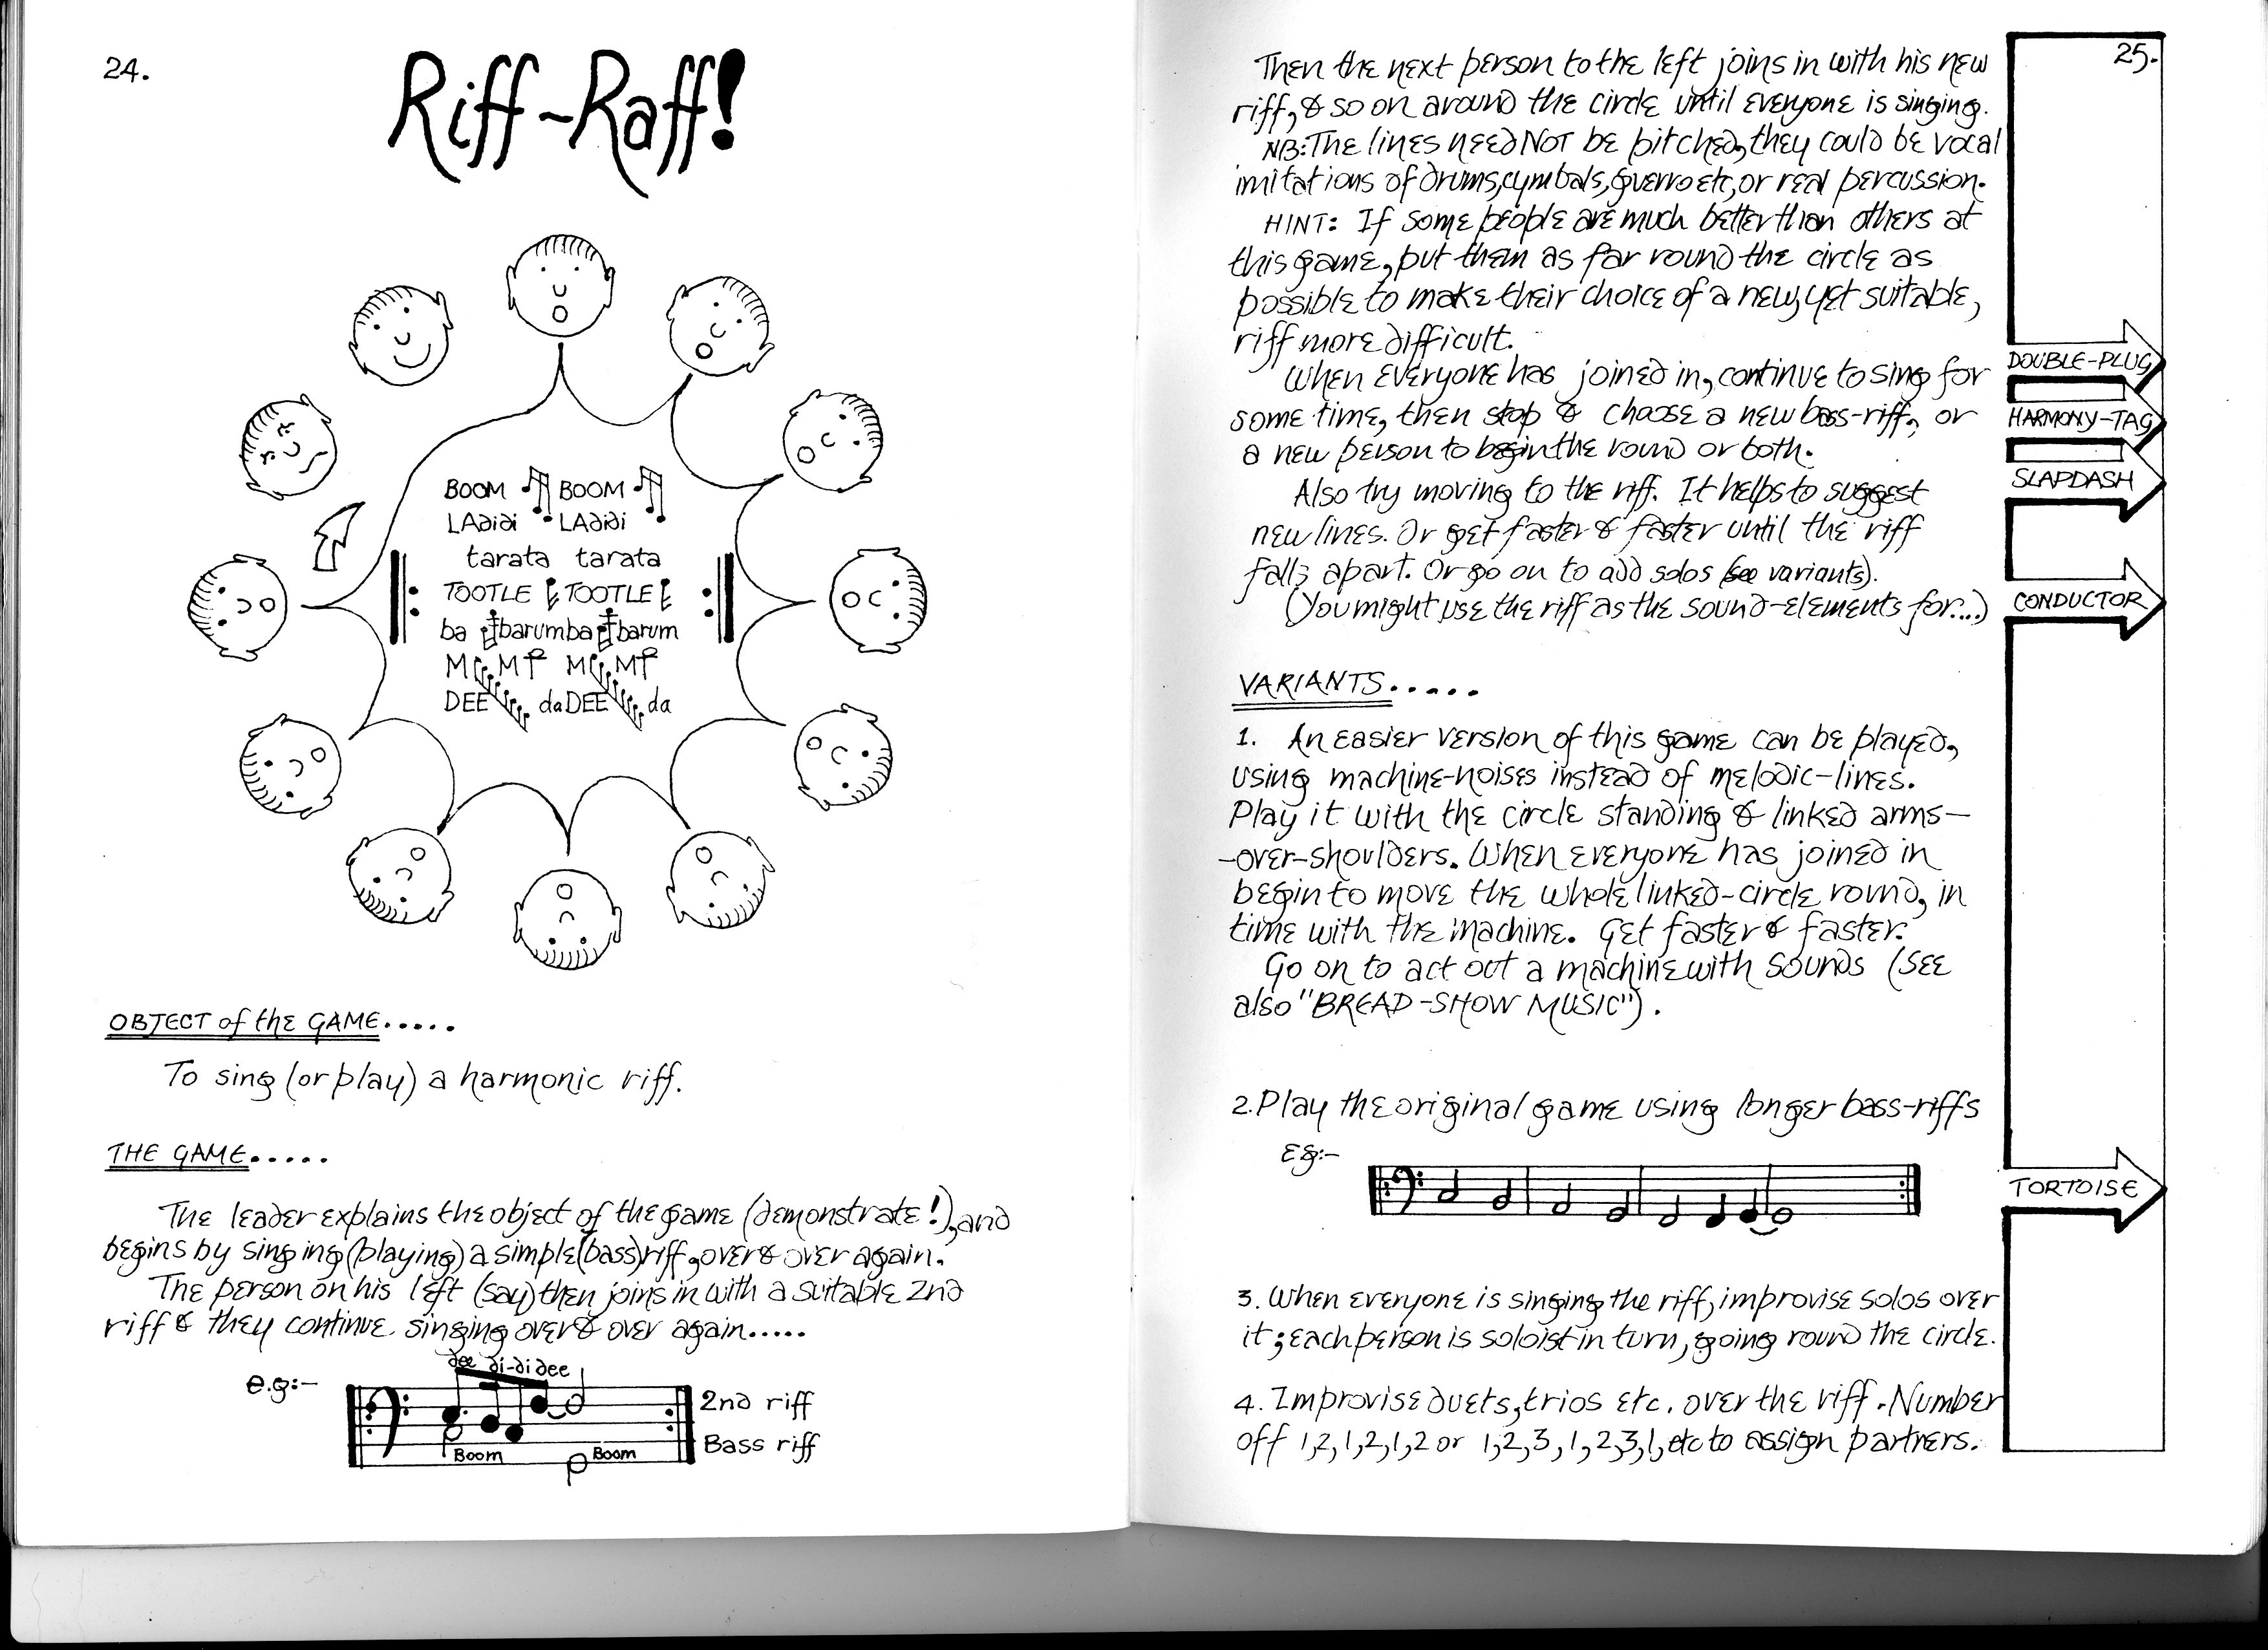 24.
Riff-Raff!
BOOM BOOM
LAdidi LAdidi
tarata tarata
TOOTLE TOOTLE
ba barumba barum
M M M M
DEE da DEE da
OBJECT of the GAME.....
To sing (or play) a harmonic riff.
THE GAME.....
The leader explains the object of the game (demonstrate!), and
begins by singing (playing) a simple (bass) riff, over & over again.
The person on his left (say) then joins in with a suitable 2nd
riff & they continue singing over & over again.....
e.g:-
dee di-di dee
2nd riff
Boom Boom
Bass riff
25.
Then the next person to the left joins in with his new
riff, & so on around the circle until everyone is singing.
NB: The lines need NOT be pitched, they could be vocal
imitations of drums, cymbals, guerro etc, or real percussion.
HINT: If some people are much better than others at
this game, put them as far round the circle as
possible to make their choice of a new, yet suitable,
riff more difficult.
When everyone has joined in, continue to sing for
some time, then stop & choose a new bass-riff, or
a new person to begin the round or both.
Also try moving to the riff. It helps to suggest
new lines. Or get faster & faster until the riff
falls apart. Or go on to add solos (see variants).
(You might use the riff as the sound-elements for....)
VARIANTS.....
1. An easier version of this game can be played,
using machine-noises instead of melodic-lines.
Play it with the circle standing & linked arms-
-over-shoulders. When everyone has joined in
begin to move the whole linked-circle round, in
time with the machine. Get faster & faster.
Go on to act out a machine with sounds (see
also "BREAD-SHOW MUSIC").
2. Play the original game using longer bass-riffs
Eg:-
3. When everyone is singing the riff, improvise solos over
it; each person is soloist in turn, going round the circle.
4. Improvise duets, trios etc. over the riff. Number
off 1,2,1,2,1,2 or 1,2,3,1,2,3,1,etc to assign partners.
DOUBLE-PLUG
HARMONY-TAG
SLAPDASH
CONDUCTOR
TORTOISE